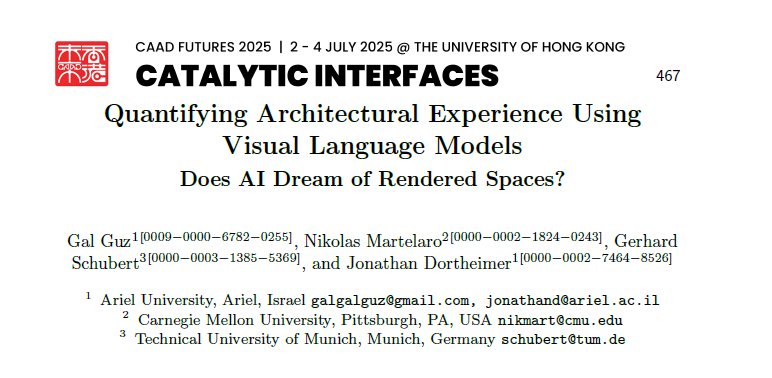 CAAD FUTURES 2025 | 2 - 4 JULY 2025 @ THE UNIVERSITY OF HONG KONG
CATALYTIC INTERFACES
467
Quantifying Architectural Experience Using
Visual Language Models
Does AI Dream of Rendered Spaces?
Gal Guz1[0009−0000−6782−0255], Nikolas Martelaro2[0000−0002−1824−0243], Gerhard
Schubert3[0000−0003−1385−5369], and Jonathan Dortheimer1[0000−0002−7464−8526]
1 Ariel University, Ariel, Israel galgalguz@gmail.com, jonathand@ariel.ac.il
2 Carnegie Mellon University, Pittsburgh, PA, USA nikmart@cmu.edu
3 Technical University of Munich, Munich, Germany schubert@tum.de